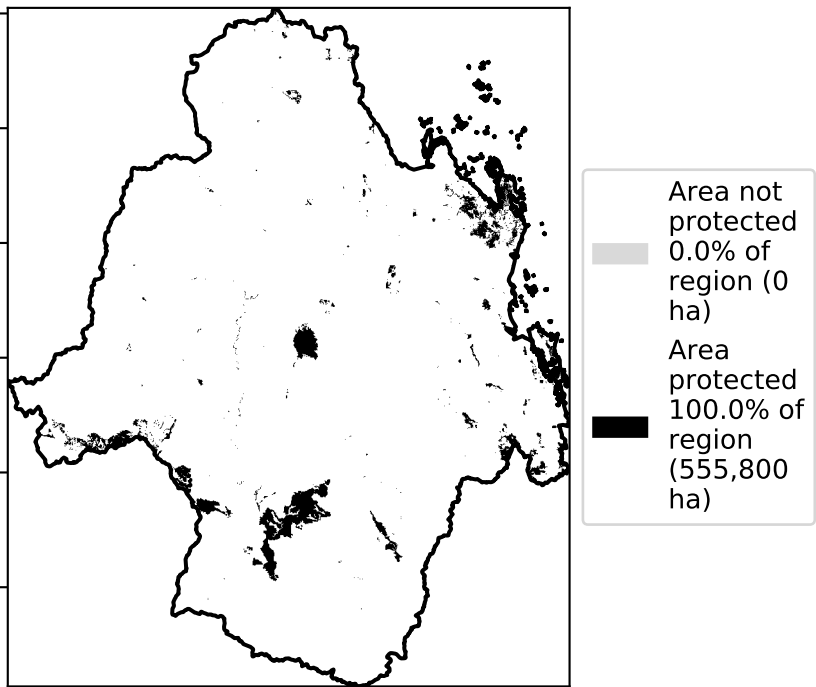 Area not
protected
0.0% of
region (0
ha)
Area
protected
100.0% of
region
(555,800
ha)